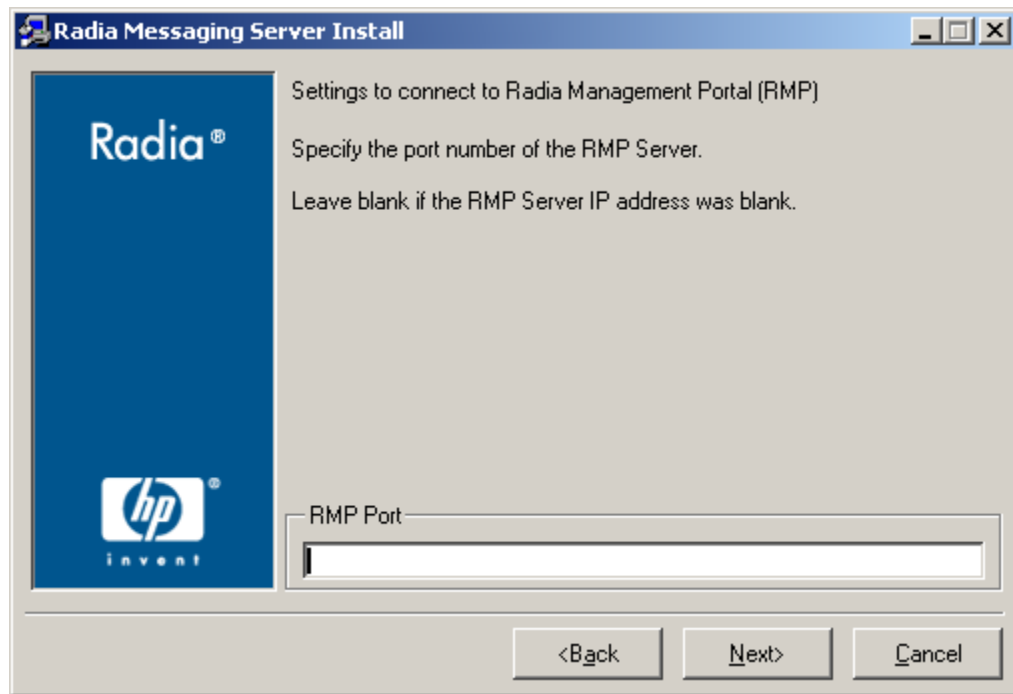 Radia Messaging Server Install
Radia®
Settings to connect to Radia Management Portal (RMP)
Specify the port number of the RMP Server.
Leave blank if the RMP Server IP address was blank.
hp®
invent
RMP Port
<Back
Next>
Cancel